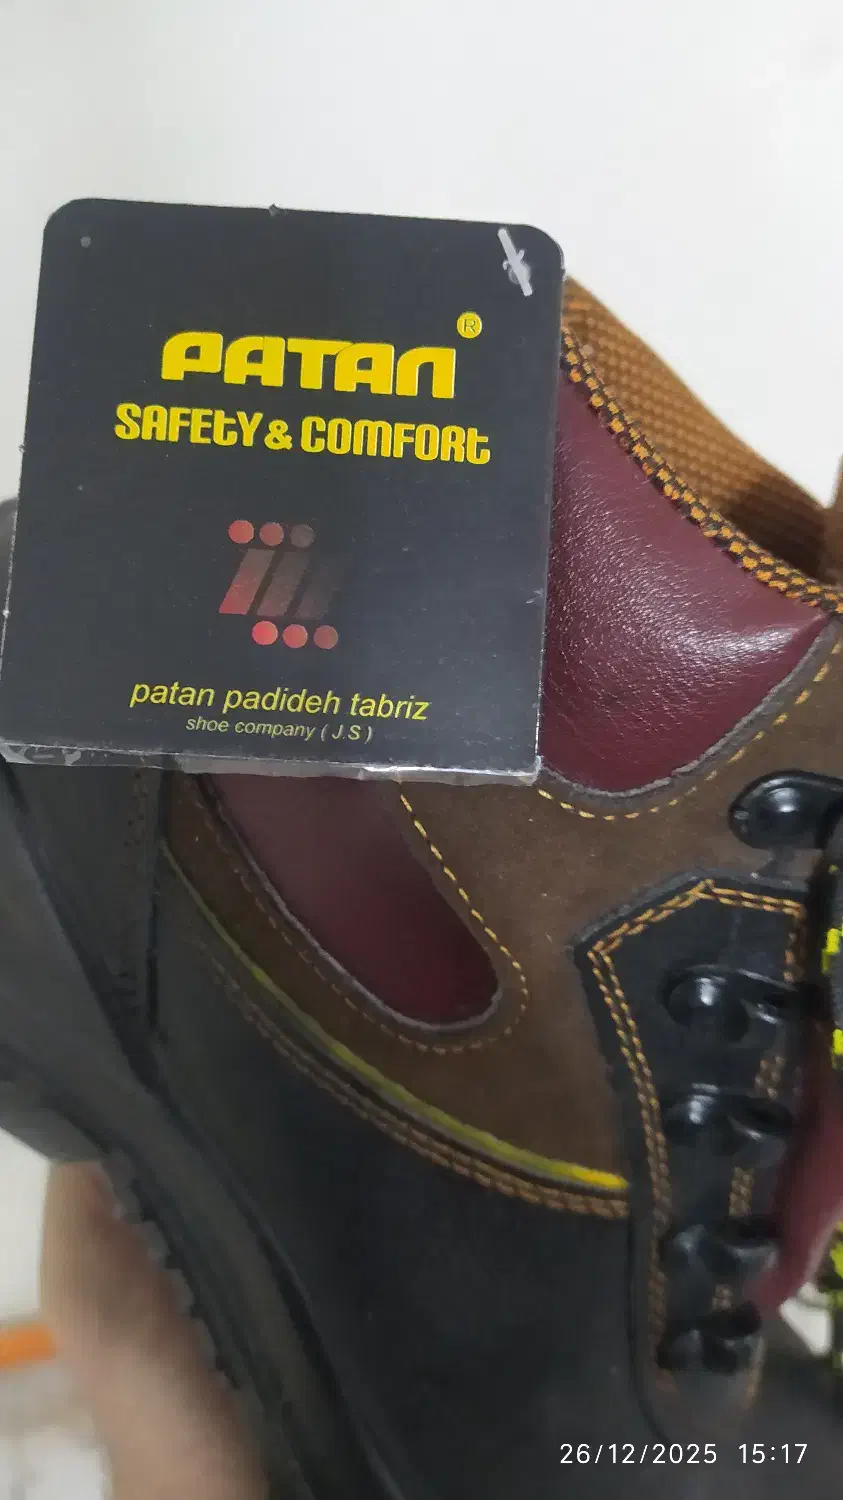 PATAN ®
SAFEtY & COMFORt
patan padideh tabriz
shoe company ( J.S )
26/12/2025 15:17